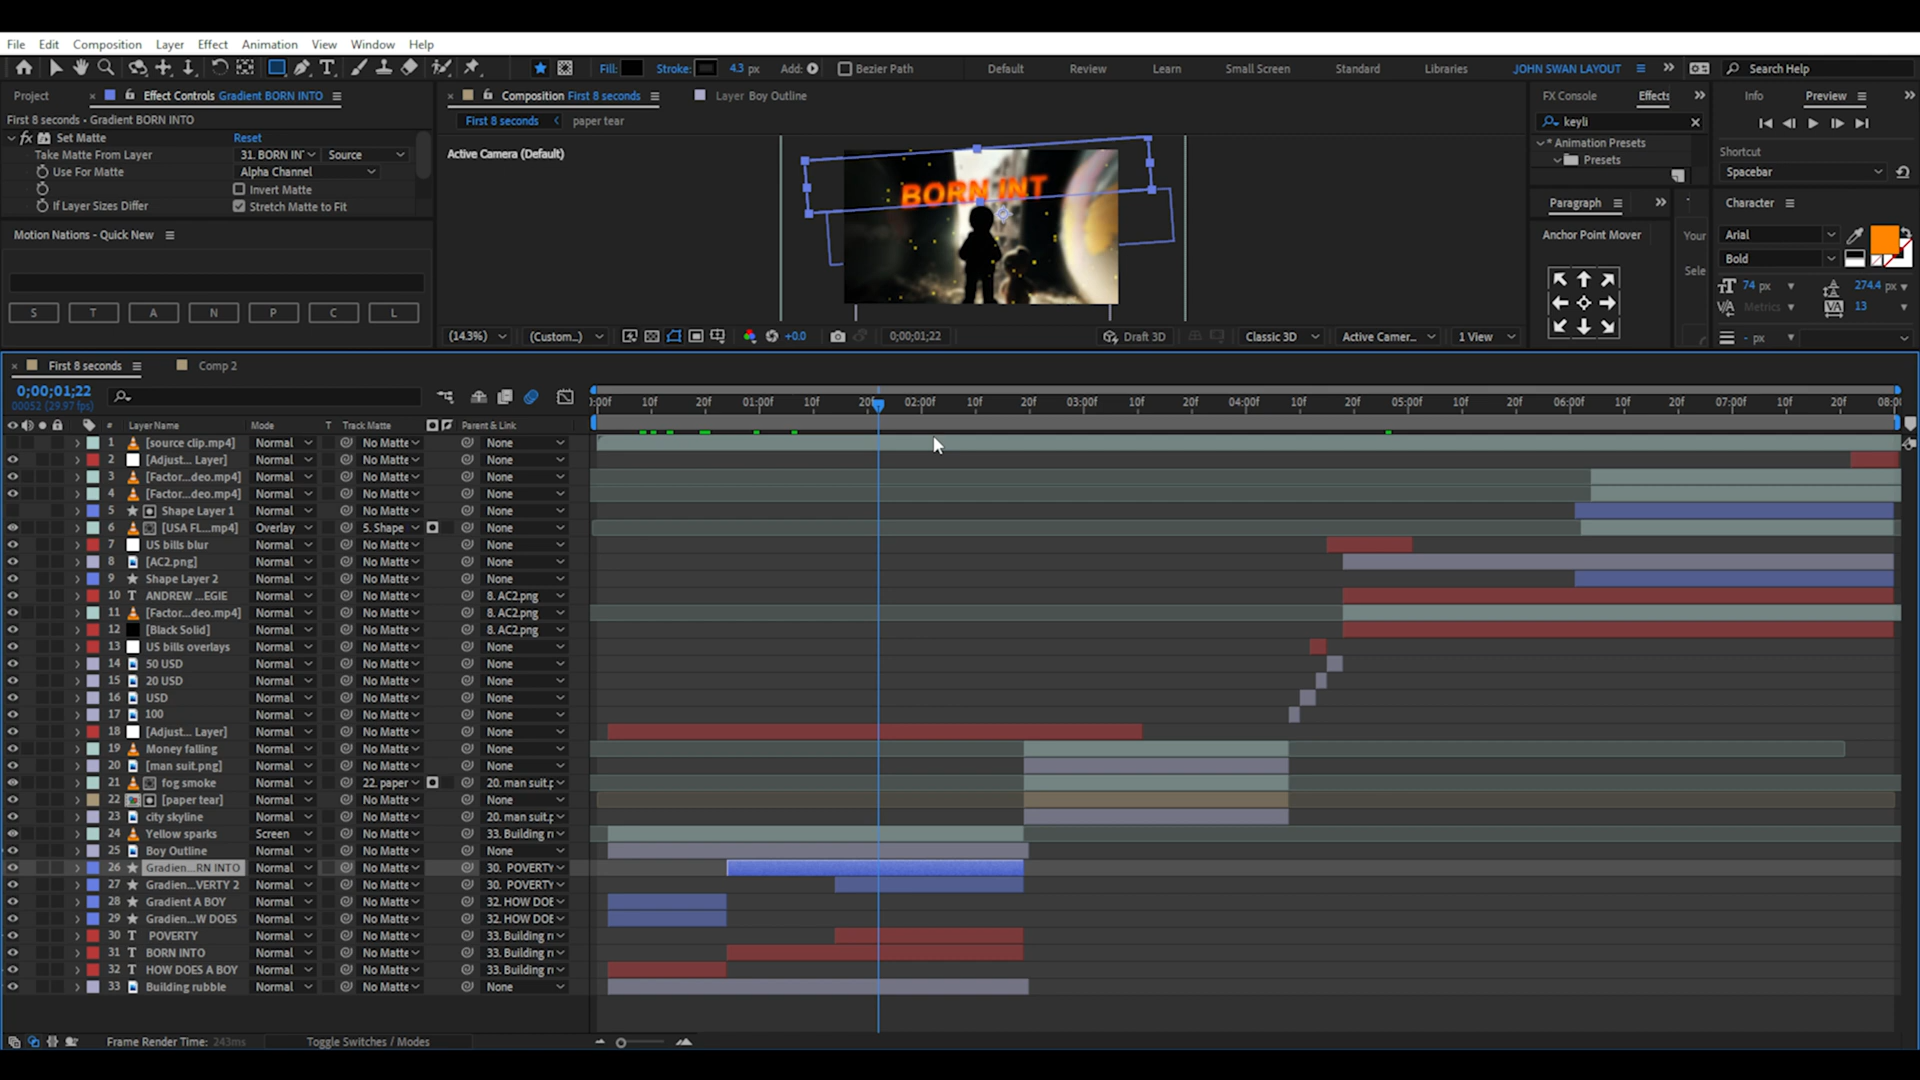 File Edit Composition Layer Effect Animation View Window Help
Fill: Stroke: 4.3 px Add: Bezier Path Default Review Learn Small Screen Standard Libraries JOHN SWAN LAYOUT Search Help
Project Effect Controls Gradient BORN INTO
First 8 seconds - Gradient BORN INTO
fx Set Matte Reset
Take Matte From Layer 31. BORN IN' Source
Use For Matte Alpha Channel
Invert Matte
If Layer Sizes Differ Stretch Matte to Fit
Motion Nations - Quick New
S T A N P C L
Composition First 8 seconds Layer Boy Outline
First 8 seconds paper tear
Active Camera (Default)
BORN INT
(14.3%) (Custom...) +0.0 0;00;01;22 Draft 3D Classic 3D Active Camer... 1 View
FX Console Effects
keyli
* Animation Presets
Presets
Paragraph
Anchor Point Mover
Your
Sele
Info Preview
Shortcut
Spacebar
Character
Arial
Bold
74 px 274.4 px
Metrics 13
- px
First 8 seconds Comp 2
0;00;01;22
00052 (29.97 fps)
:00f 10f 20f 01:00f 10f 20f 02:00f 10f 20f 03:00f 10f 20f 04:00f 10f 20f 05:00f 10f 20f 06:00f 10f 20f 07:00f 10f 20f 08:00
# Layer Name Mode T Track Matte Parent & Link
1 [source clip.mp4] Normal No Matte None
2 [Adjust... Layer] Normal No Matte None
3 [Factor...deo.mp4] Normal No Matte None
4 [Factor...deo.mp4] Normal No Matte None
5 Shape Layer 1 Normal No Matte None
6 [USA FL...mp4] Overlay 5. Shape None
7 US bills blur Normal No Matte None
8 [AC2.png] Normal No Matte None
9 Shape Layer 2 Normal No Matte None
10 ANDREW ...EGIE Normal No Matte 8. AC2.png
11 [Factor...deo.mp4] Normal No Matte 8. AC2.png
12 [Black Solid] Normal No Matte 8. AC2.png
13 US bills overlays Normal No Matte None
14 50 USD Normal No Matte None
15 20 USD Normal No Matte None
16 USD Normal No Matte None
17 100 Normal No Matte None
18 [Adjust... Layer] Normal No Matte None
19 Money falling Normal No Matte None
20 [man suit.png] Normal No Matte None
21 fog smoke Normal 22. paper 20. man suit.p
22 [paper tear] Normal No Matte None
23 city skyline Normal No Matte 20. man suit.p
24 Yellow sparks Screen No Matte 33. Building r
25 Boy Outline Normal No Matte None
26 Gradien...RN INTO Normal No Matte 30. POVERTY
27 Gradien...VERTY 2 Normal No Matte 30. POVERTY
28 Gradient A BOY Normal No Matte 32. HOW DOE
29 Gradien...W DOES Normal No Matte 32. HOW DOE
30 T POVERTY Normal No Matte 33. Building r
31 T BORN INTO Normal No Matte 33. Building r
32 T HOW DOES A BOY Normal No Matte 33. Building r
33 Building rubble Normal No Matte None
Frame Render Time: 243ms Toggle Switches / Modes